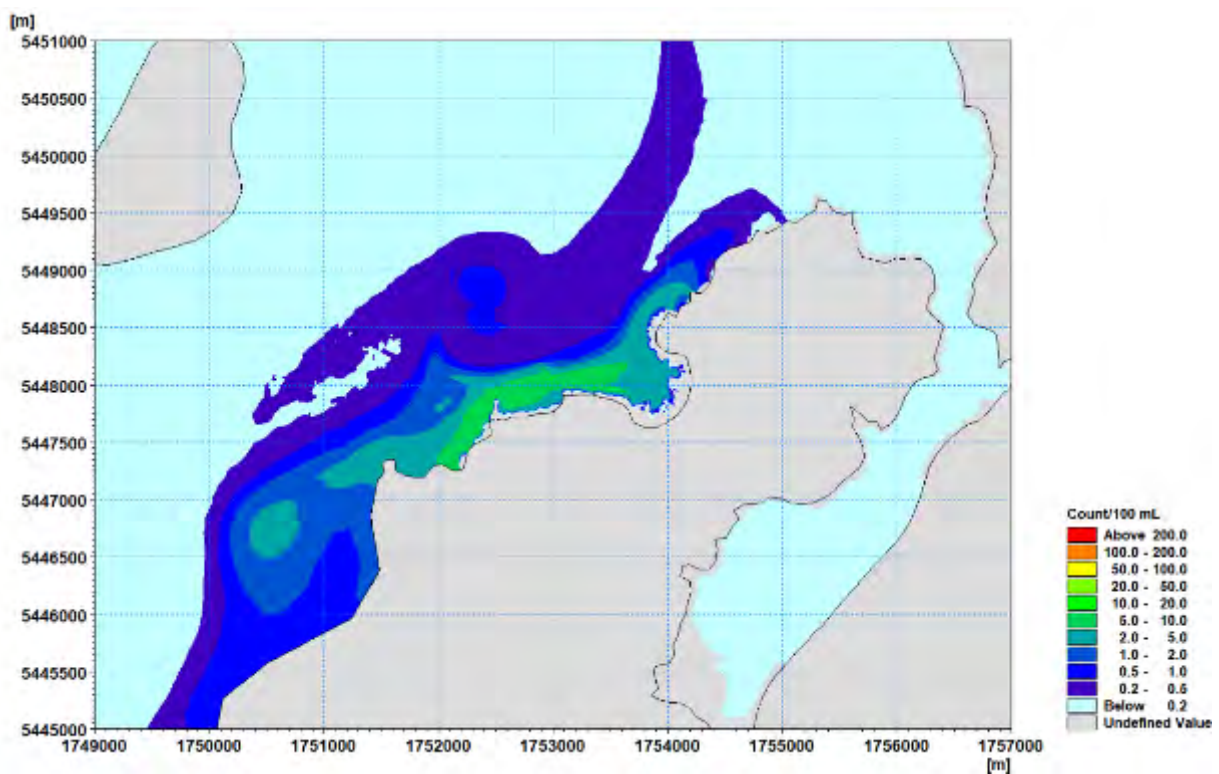 [m]
5451000
5450500
5450000
5449500
5449000
5448500
5448000
5447500
5447000
5446500
5446000
5445500
5445000
1749000 1750000 1751000 1752000 1753000 1754000 1755000 1756000 1757000
[m]
Count/100 mL
Above 200.0
100.0 - 200.0
50.0 - 100.0
20.0 - 50.0
10.0 - 20.0
5.0 - 10.0
2.0 - 5.0
1.0 - 2.0
0.5 - 1.0
0.2 - 0.5
Below 0.2
Undefined Value